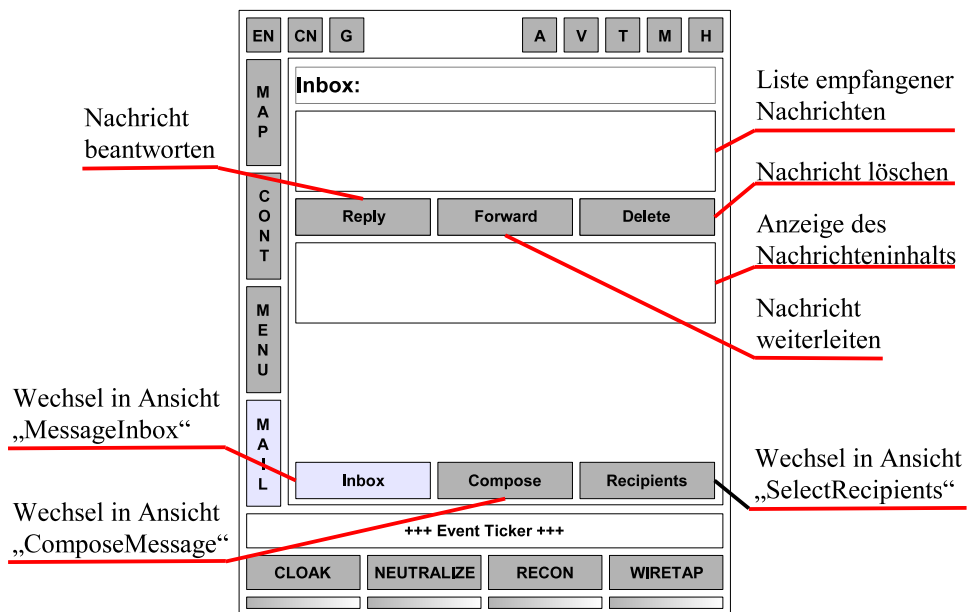 EN CN G A V T M H
MAP
CONT
MENU
MAIL
Inbox:
Reply Forward Delete
Inbox Compose Recipients
+++ Event Ticker +++
CLOAK NEUTRALIZE RECON WIRETAP
Nachricht
beantworten
Wechsel in Ansicht
„MessageInbox“
Wechsel in Ansicht
„ComposeMessage“
Liste empfangener
Nachrichten
Nachricht löschen
Anzeige des
Nachrichteninhalts
Nachricht
weiterleiten
Wechsel in Ansicht
„SelectRecipients“